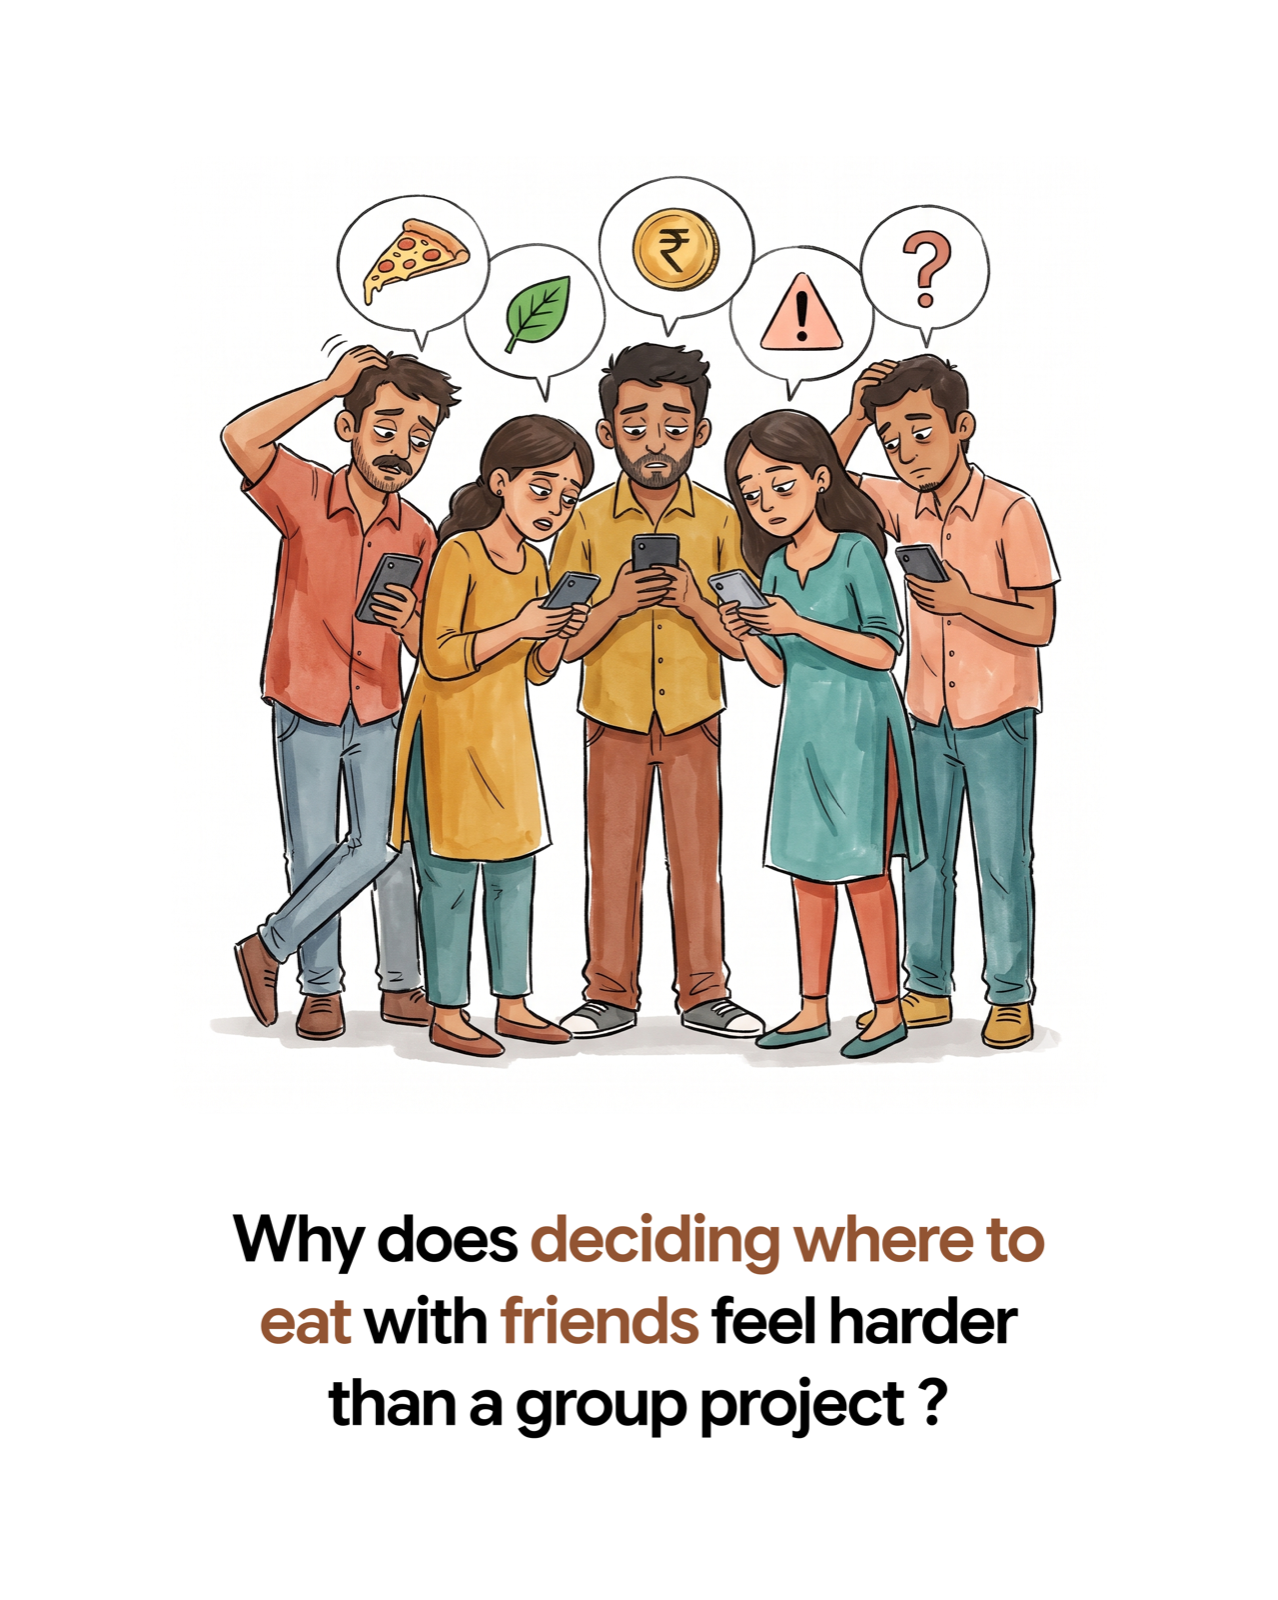 ₹
!
?
Why does deciding where to
eat with friends feel harder
than a group project ?